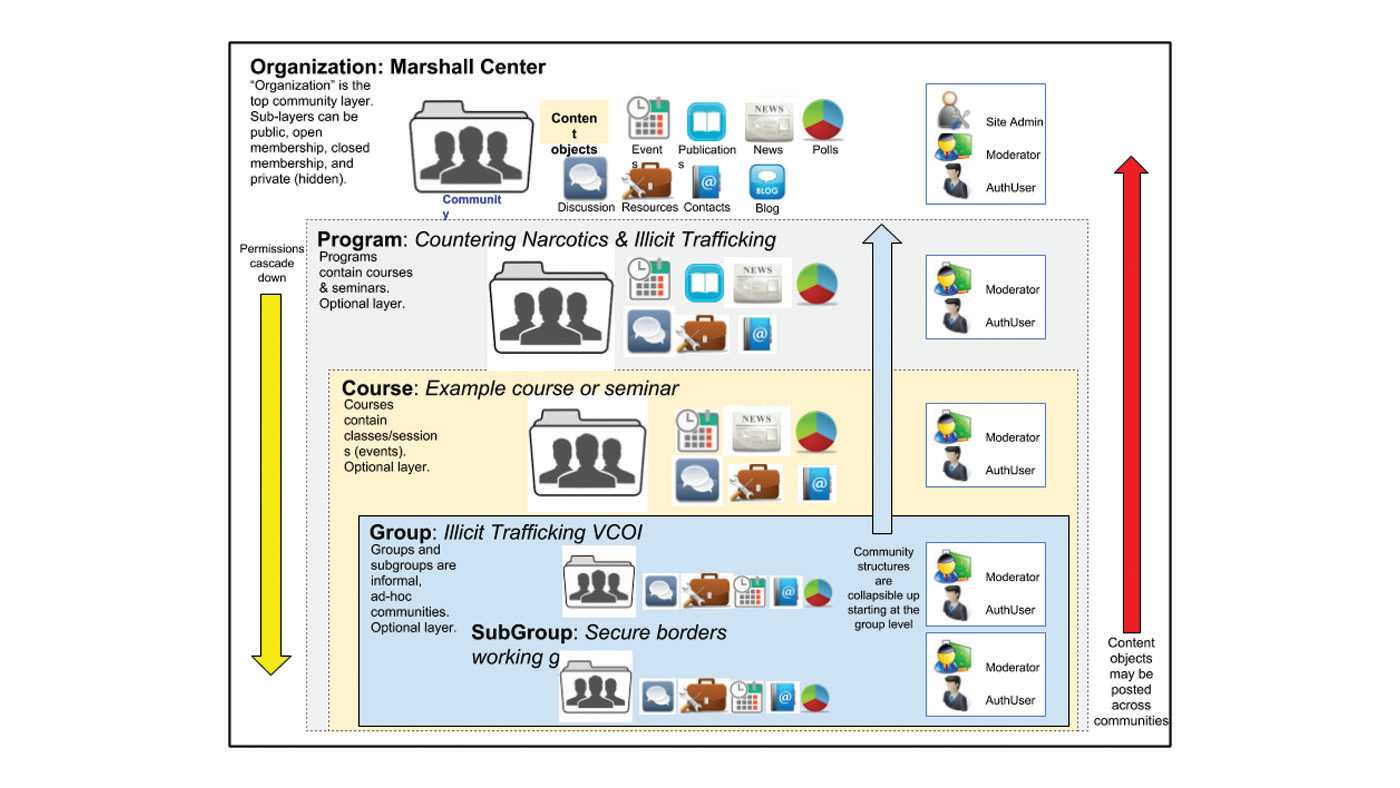 Organization: Marshall Center
“Organization” is the
top community layer.
Sub-layers can be
public, open
membership, closed
membership, and
private (hidden).
Communit
y
Conten
t
objects
Event
s
Publication
s
News
Polls
Discussion
Resources
Contacts
Blog
NEWS
BLOG
@
Site Admin
Moderator
AuthUser
Permissions
cascade
down
Program: Countering Narcotics & Illicit Trafficking
Programs
contain courses
& seminars.
Optional layer.
NEWS
@
Moderator
AuthUser
Course: Example course or seminar
Courses
contain
classes/session
s (events).
Optional layer.
NEWS
@
Moderator
AuthUser
Group: Illicit Trafficking VCOI
Groups and
subgroups are
informal,
ad-hoc
communities.
Optional layer.
@
Community
structures
are
collapsible up
starting at the
group level
Moderator
AuthUser
SubGroup: Secure borders
working g
@
Moderator
AuthUser
Content
objects
may be
posted
across
communities